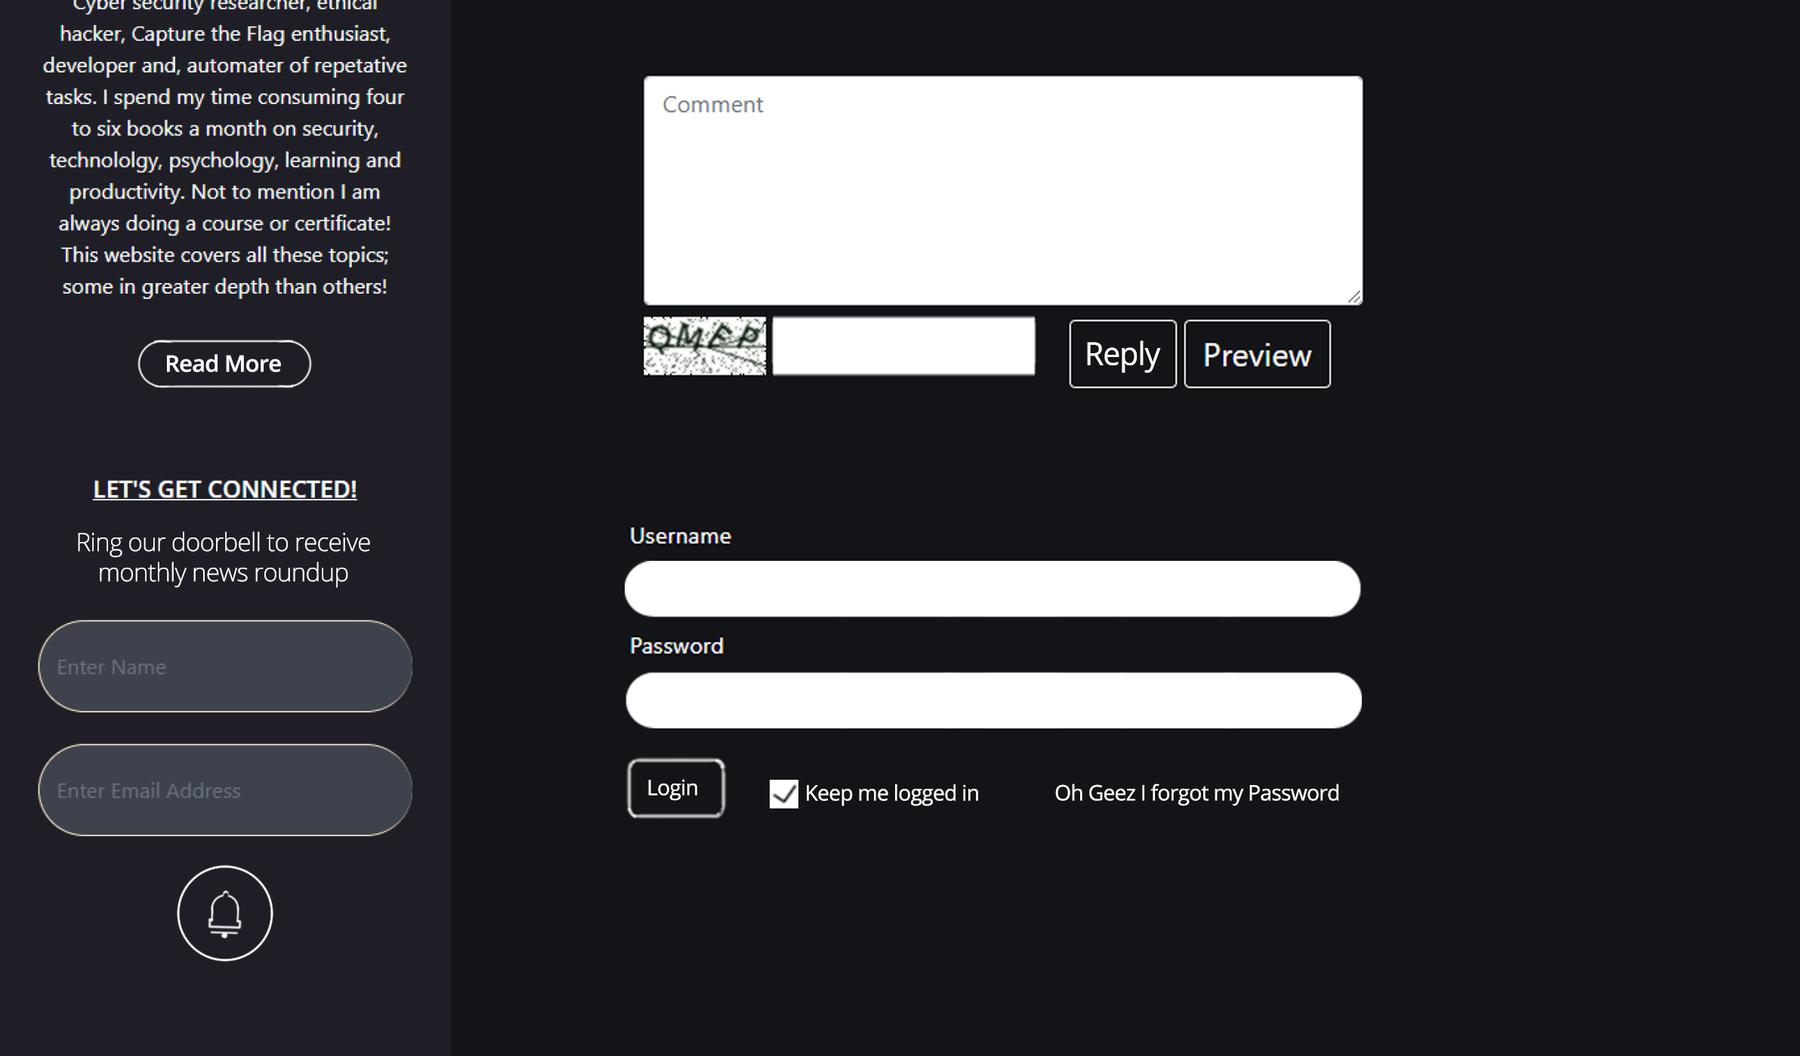 Cyber security researcher, ethical
hacker, Capture the Flag enthusiast,
developer and, automater of repetative
tasks. I spend my time consuming four
to six books a month on security,
technololgy, psychology, learning and
productivity. Not to mention I am
always doing a course or certificate!
This website covers all these topics;
some in greater depth than others!
Read More
LET'S GET CONNECTED!
Ring our doorbell to receive
monthly news roundup
Enter Name
Enter Email Address
Comment
QMFP
Reply
Preview
Username
Password
Login
Keep me logged in
Oh Geez I forgot my Password